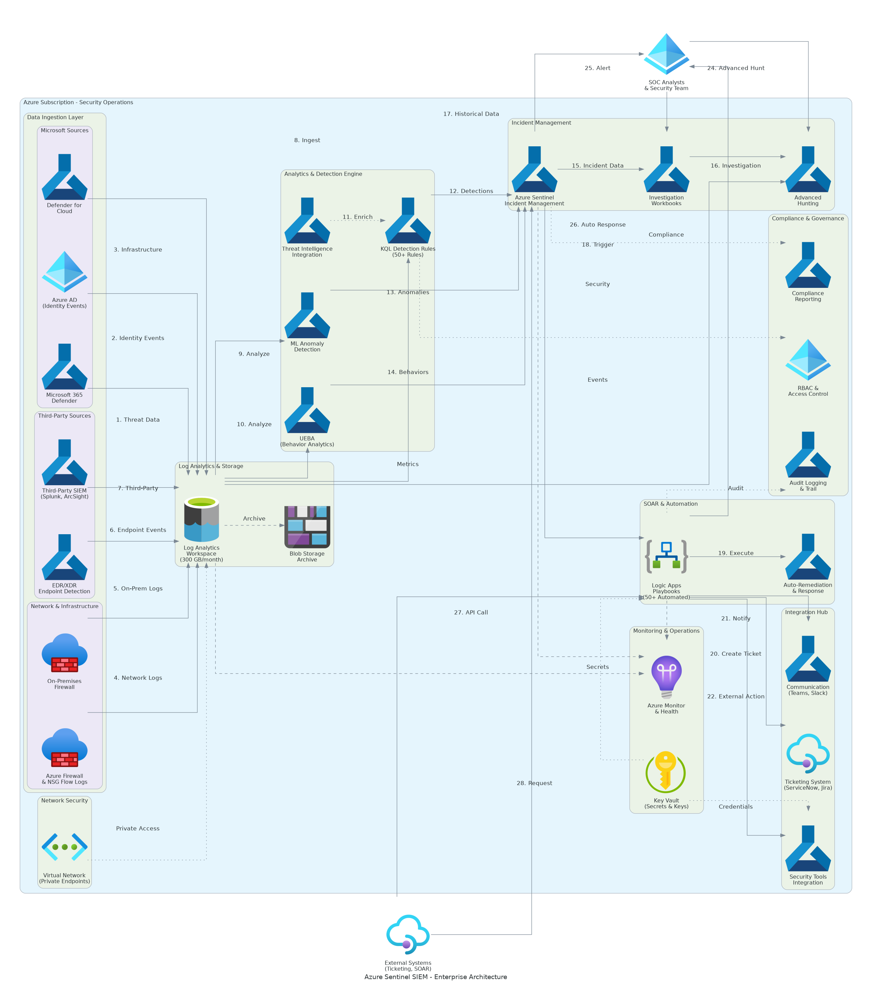 25. Alert
24. Advanced Hunt
SOC Analysts
& Security Team
Azure Subscription - Security Operations
Data Ingestion Layer
Microsoft Sources
Defender for
Cloud
Azure AD
(Identity Events)
Microsoft 365
Defender
Third-Party Sources
Third-Party SIEM
(Splunk, ArcSight)
EDR/XDR
Endpoint Detection
Network & Infrastructure
On-Premises
Firewall
Azure Firewall
& NSG Flow Logs
Network Security
Virtual Network
(Private Endpoints)
3. Infrastructure
2. Identity Events
1. Threat Data
7. Third-Party
6. Endpoint Events
5. On-Prem Logs
4. Network Logs
Private Access
Log Analytics & Storage
Log Analytics
Workspace
(300 GB/month)
Archive
Blob Storage
Archive
8. Ingest
9. Analyze
10. Analyze
Analytics & Detection Engine
Threat Intelligence
Integration
11. Enrich
KQL Detection Rules
(50+ Rules)
ML Anomaly
Detection
13. Anomalies
14. Behaviors
UEBA
(Behavior Analytics)
Metrics
17. Historical Data
12. Detections
Incident Management
Azure Sentinel
Incident Management
15. Incident Data
Investigation
Workbooks
16. Investigation
Advanced
Hunting
26. Auto Response
Compliance
18. Trigger
Security
Events
Compliance & Governance
Compliance
Reporting
RBAC &
Access Control
Audit Logging
& Trail
Audit
SOAR & Automation
Logic Apps
Playbooks
(50+ Automated)
19. Execute
Auto-Remediation
& Response
27. API Call
21. Notify
20. Create Ticket
22. External Action
Secrets
Credentials
Monitoring & Operations
Azure Monitor
& Health
Key Vault
(Secrets & Keys)
Integration Hub
Communication
(Teams, Slack)
Ticketing System
(ServiceNow, Jira)
Security Tools
Integration
28. Request
External Systems
(Ticketing, SOAR)
Azure Sentinel SIEM - Enterprise Architecture